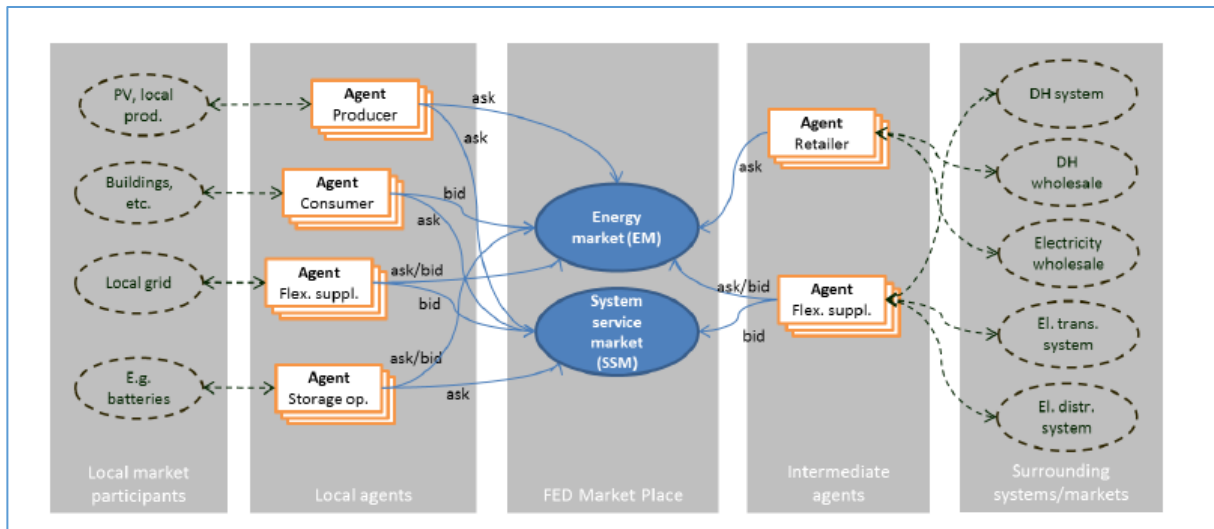 PV, local
prod.
Buildings,
etc.
Local grid
E.g.
batteries
Local market
participants
Agent
Producer
Agent
Consumer
Agent
Flex. suppl.
Agent
Storage op.
Local agents
ask
ask
bid
ask
ask/bid
bid
ask/bid
ask
Energy
market (EM)
System
service
market
(SSM)
FED Market Place
ask
ask/bid
bid
Agent
Retailer
Agent
Flex. suppl.
Intermediate
agents
DH system
DH
wholesale
Electricity
wholesale
El. trans.
system
El. distr.
system
Surrounding
systems/markets